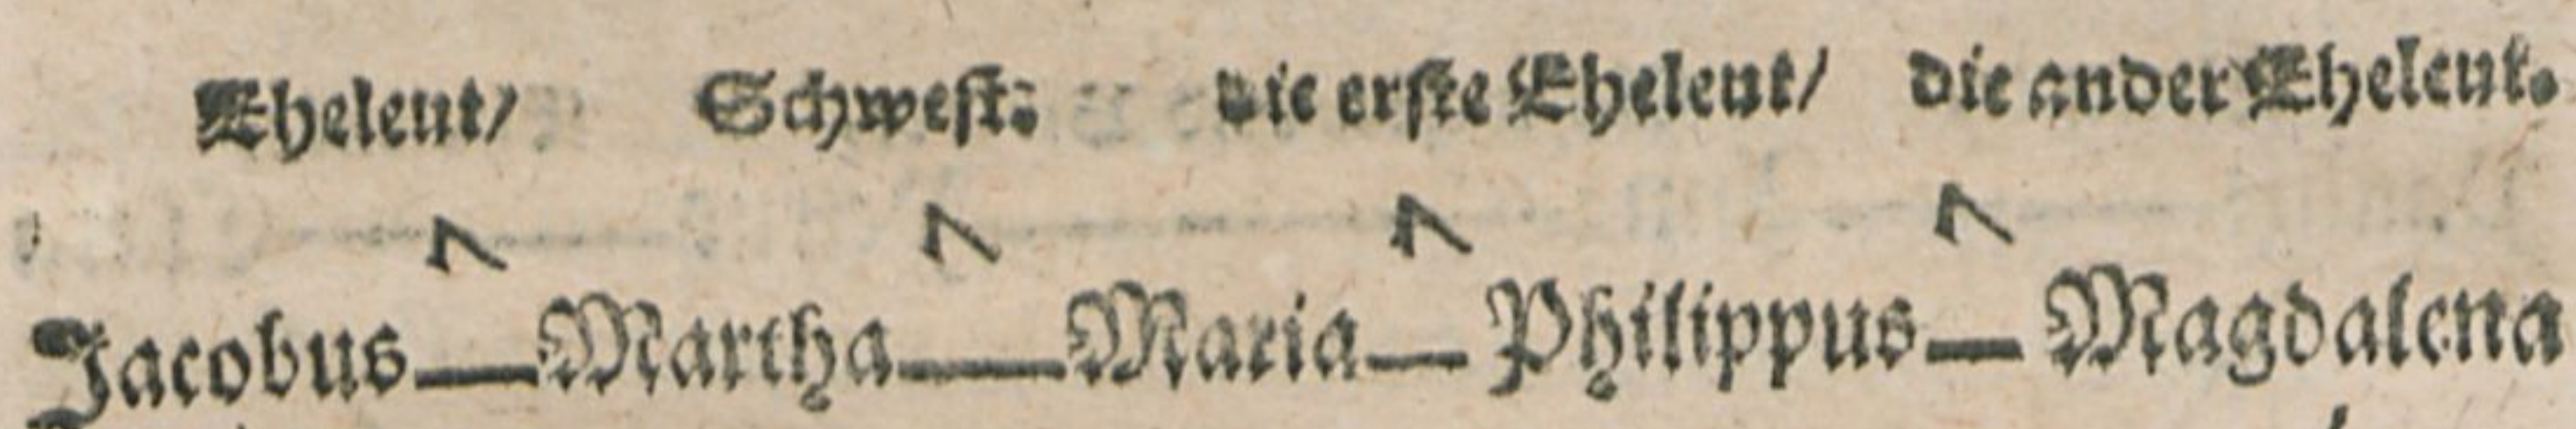 Eheleut/ Schwest: die erste Eheleut/ die ander Eheleut.
Jacobus—Martha—Maria—Philippus—Magdalena